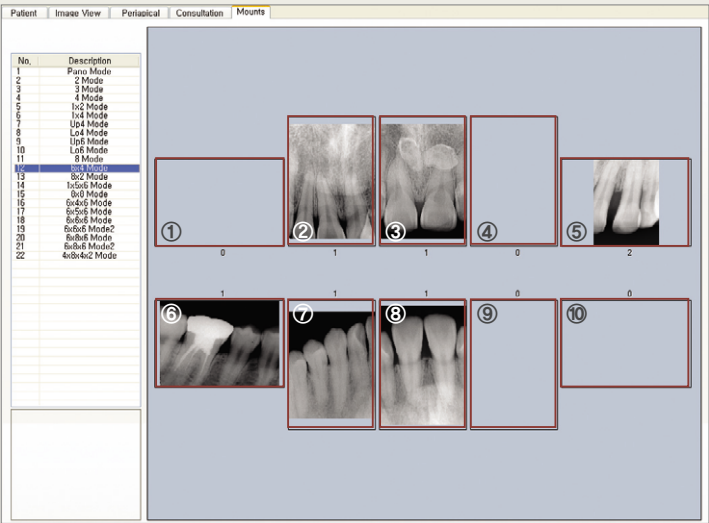 Patient Image View Periapical Consultation Mounts
No. Description
1 Pano Mode
2 2 Mode
3 3 Mode
4 4 Mode
5 1x2 Mode
6 1x4 Mode
7 Up4 Mode
8 Lo4 Mode
9 Up6 Mode
10 Lo6 Mode
11 8 Mode
12 6x4 Mode
13 8x2 Mode
14 1x5x6 Mode
15 8x8 Mode
16 6x4x6 Mode
17 6x5x6 Mode
18 6x6x6 Mode
19 6x6x6 Mode2
20 6x8x6 Mode
21 6x8x6 Mode2
22 4x8x4x2 Mode
① ② ③ ④ ⑤
0 1 1 0 2
1 1 1 0 0
⑥ ⑦ ⑧ ⑨ ⑩